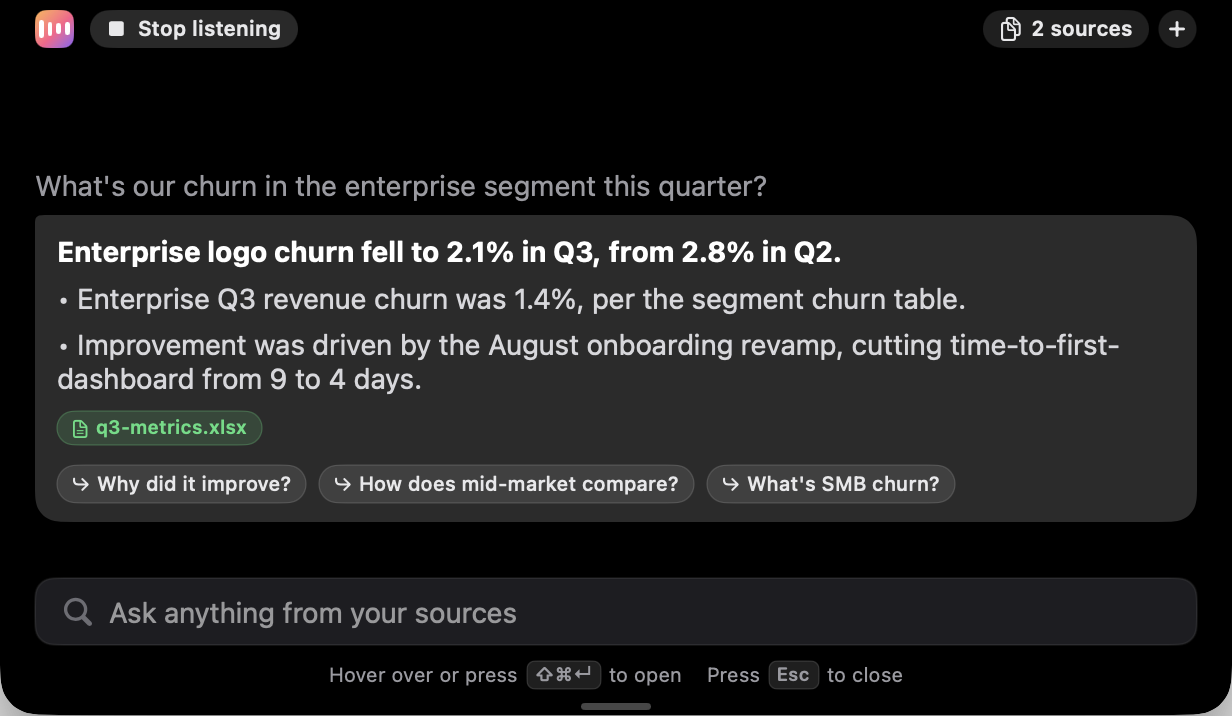 Stop listening
2 sources
+
What's our churn in the enterprise segment this quarter?
Enterprise logo churn fell to 2.1% in Q3, from 2.8% in Q2.
• Enterprise Q3 revenue churn was 1.4%, per the segment churn table.
• Improvement was driven by the August onboarding revamp, cutting time-to-first-
dashboard from 9 to 4 days.
q3-metrics.xlsx
↪ Why did it improve? ↪ How does mid-market compare? ↪ What's SMB churn?
Ask anything from your sources
Hover over or press ⇧⌘↵ to open Press Esc to close